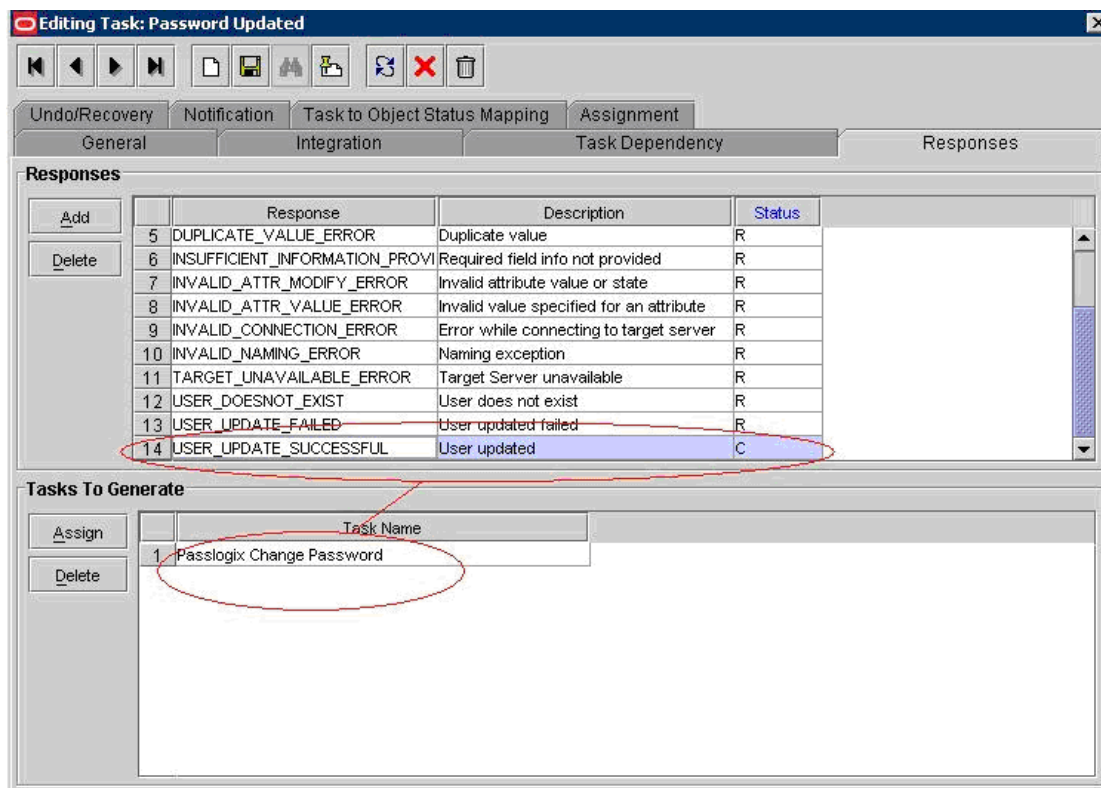 Editing Task: Password Updated
Undo/Recovery Notification Task to Object Status Mapping Assignment
General Integration Task Dependency Responses
Responses
Add
Delete
Response Description Status
5 DUPLICATE_VALUE_ERROR Duplicate value R
6 INSUFFICIENT_INFORMATION_PROVI Required field info not provided R
7 INVALID_ATTR_MODIFY_ERROR Invalid attribute value or state R
8 INVALID_ATTR_VALUE_ERROR Invalid value specified for an attribute R
9 INVALID_CONNECTION_ERROR Error while connecting to target server R
10 INVALID_NAMING_ERROR Naming exception R
11 TARGET_UNAVAILABLE_ERROR Target Server unavailable R
12 USER_DOESNOT_EXIST User does not exist R
13 USER_UPDATE_FAILED User updated failed R
14 USER_UPDATE_SUCCESSFUL User updated C
Tasks To Generate
Assign
Delete
Task Name
1 Passlogix Change Password